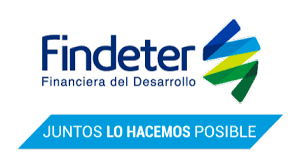 Findeter
Financiera del Desarrollo
JUNTOS LO HACEMOS POSIBLE